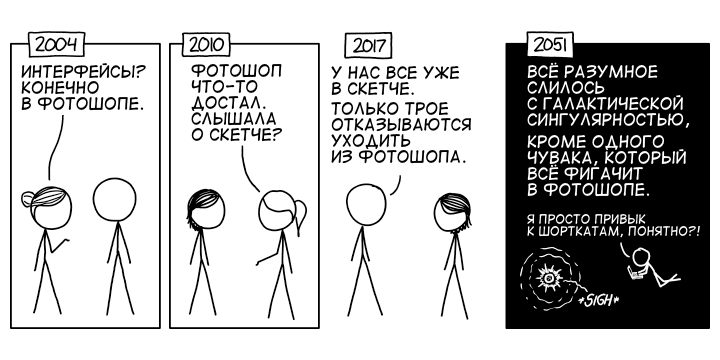 2004
ИНТЕРФЕЙСЫ?
КОНЕЧНО
В ФОТОШОПЕ.
2010
ФОТОШОП
ЧТО-ТО
ДОСТАЛ.
СЛЫШАЛА
О СКЕТЧЕ?
2017
У НАС ВСЕ УЖЕ
В СКЕТЧЕ.
ТОЛЬКО ТРОЕ
ОТКАЗЫВАЮТСЯ
УХОДИТЬ
ИЗ ФОТОШОПА.
2051
ВСЁ РАЗУМНОЕ
СЛИЛОСЬ
С ГАЛАКТИЧЕСКОЙ
СИНГУЛЯРНОСТЬЮ,
КРОМЕ ОДНОГО
ЧУВАКА, КОТОРЫЙ
ВСЁ ФИГАЧИТ
В ФОТОШОПЕ.
Я ПРОСТО ПРИВЫК
К ШОРТКАТАМ, ПОНЯТНО?!
*SIGH*